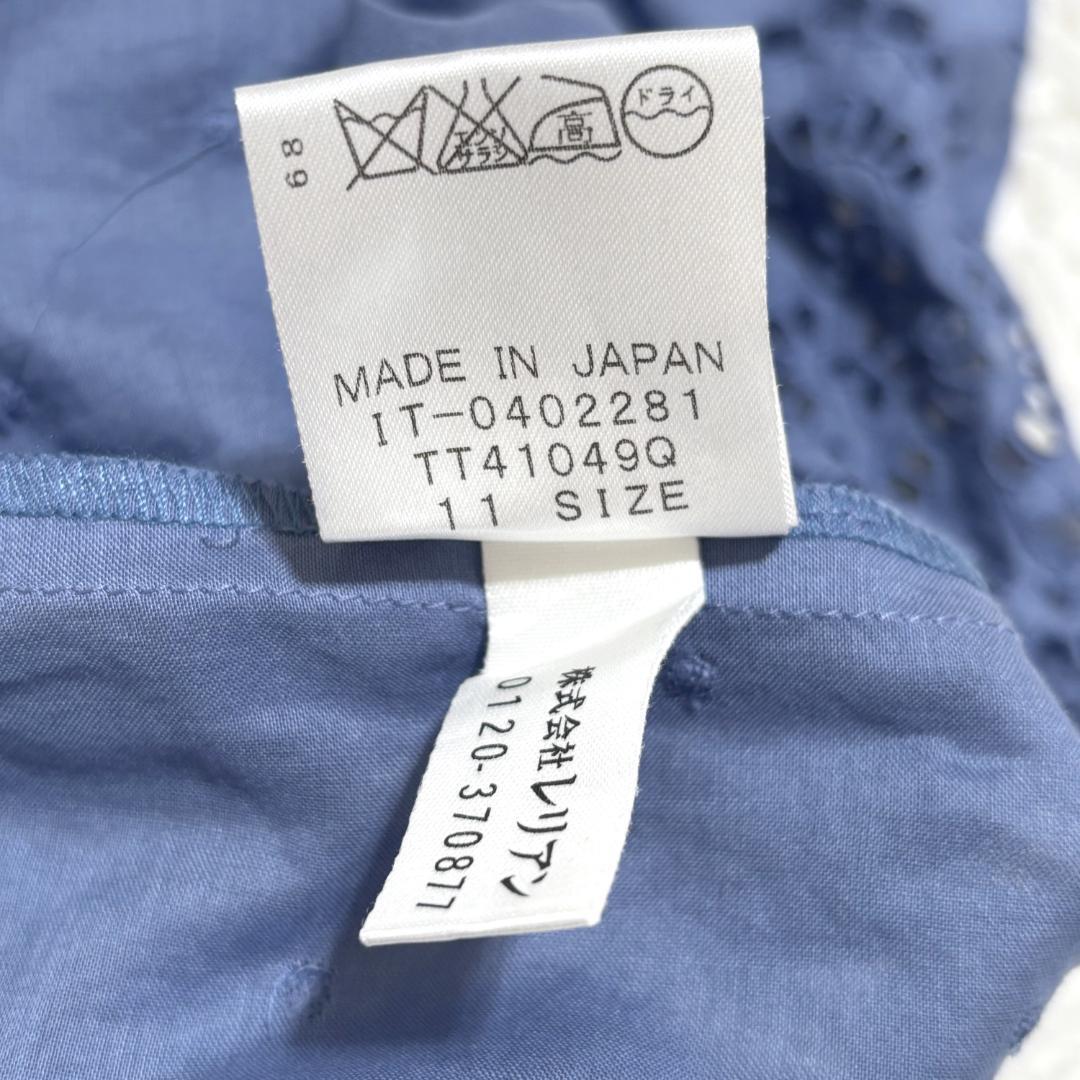 68
エンソ
サラシ
高
ドライ
MADE IN JAPAN
IT-0402281
TT41049Q
11 SIZE
株式会社レリアン
0120-370877